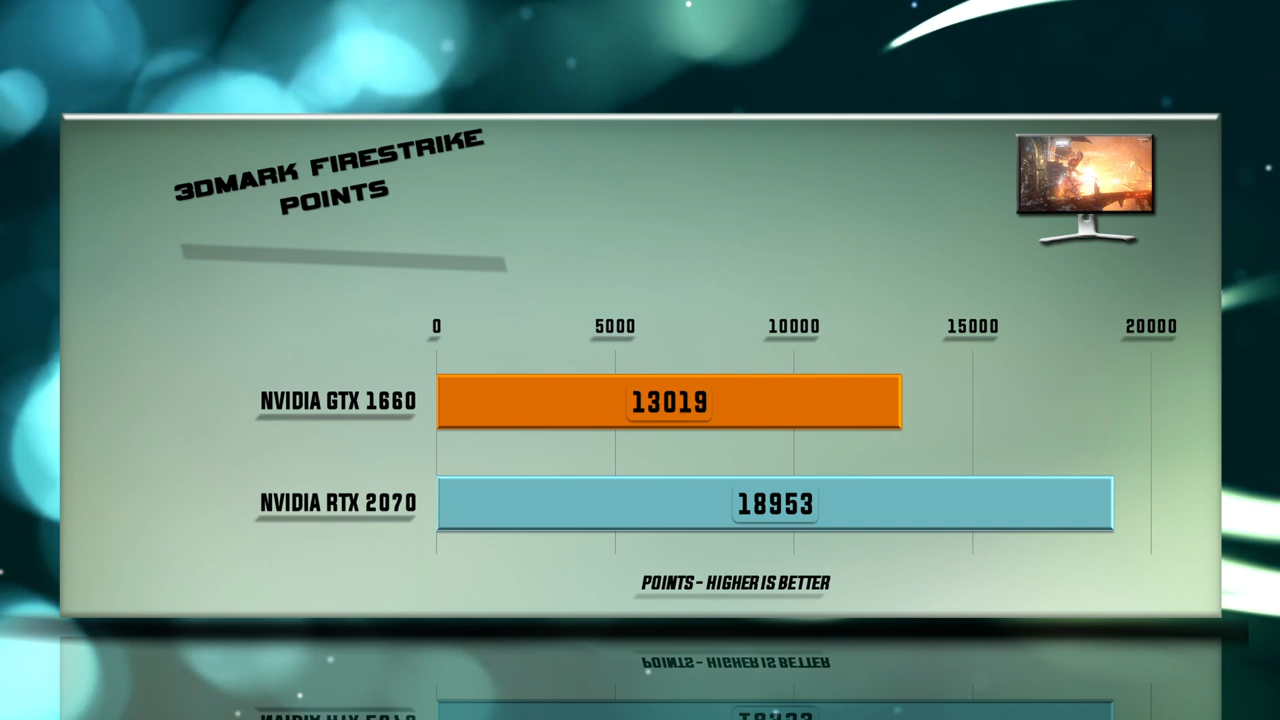 3DMARK FIRESTRIKE
POINTS
0 5000 10000 15000 20000
NVIDIA GTX 1660 13019
NVIDIA RTX 2070 18953
POINTS - HIGHER IS BETTER